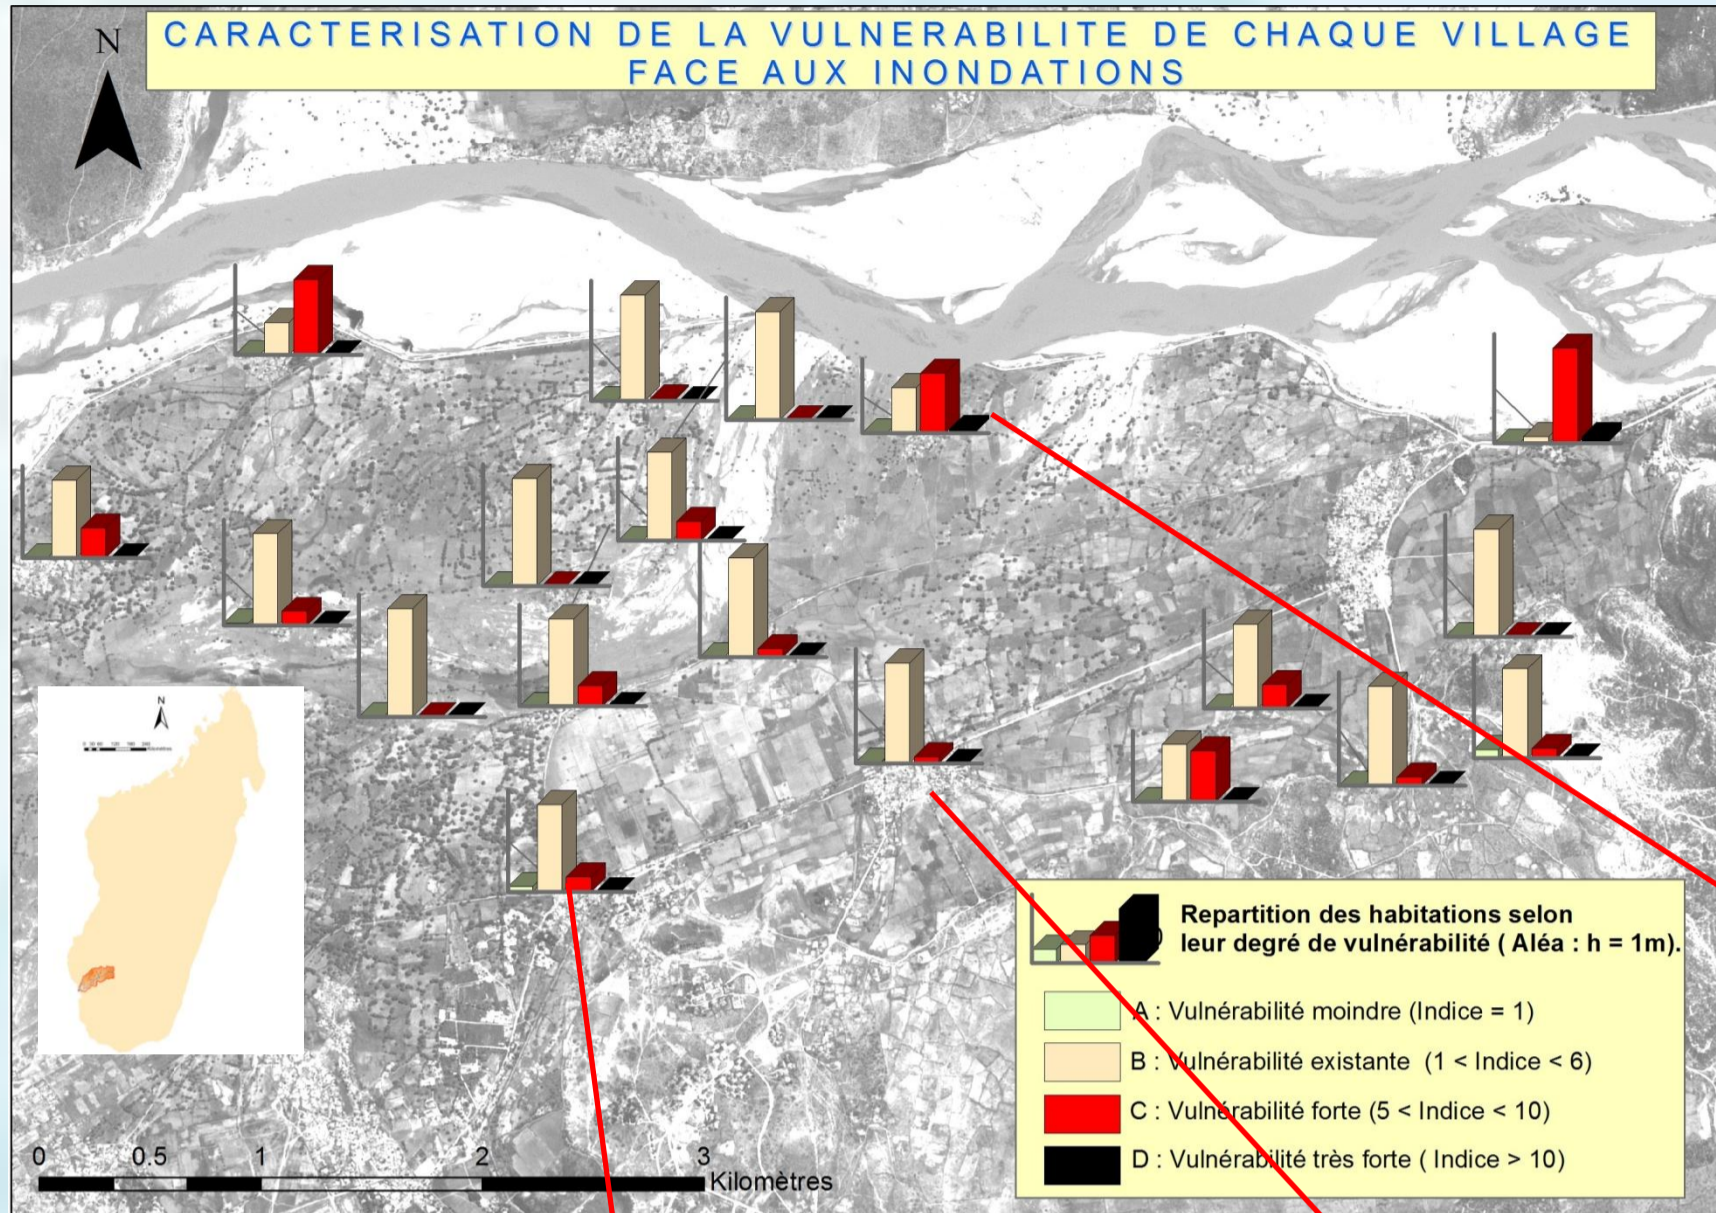 CARACTERISATION DE LA VULNERABILITE DE CHAQUE VILLAGE
FACE AUX INONDATIONS
N
N
Repartition des habitations selon
leur degré de vulnérabilité ( Aléa : h = 1m).
A : Vulnérabilité moindre (Indice = 1)
B : Vulnérabilité existante (1 < Indice < 6)
C : Vulnérabilité forte (5 < Indice < 10)
D : Vulnérabilité très forte ( Indice > 10)
0 0.5 1 2 3
Kilomètres